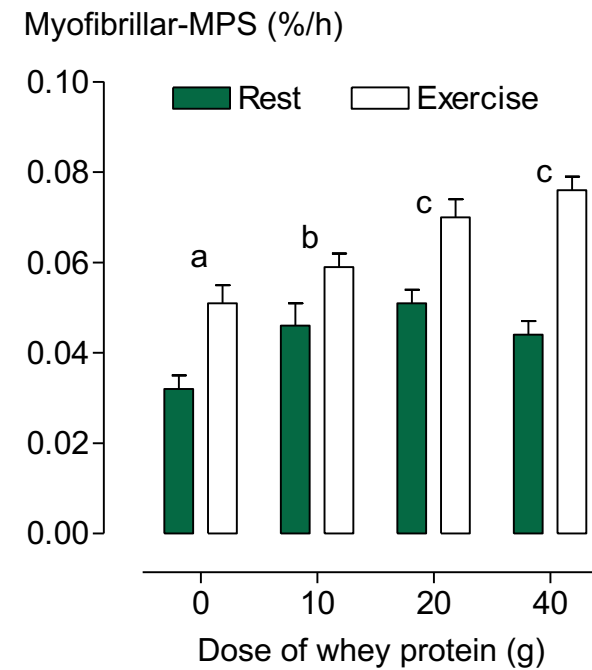 Myofibrillar-MPS (%/h)
0.10
Rest Exercise
0.08
c
c
b
0.06
a
0.04
0.02
0.00
0 10 20 40
Dose of whey protein (g)